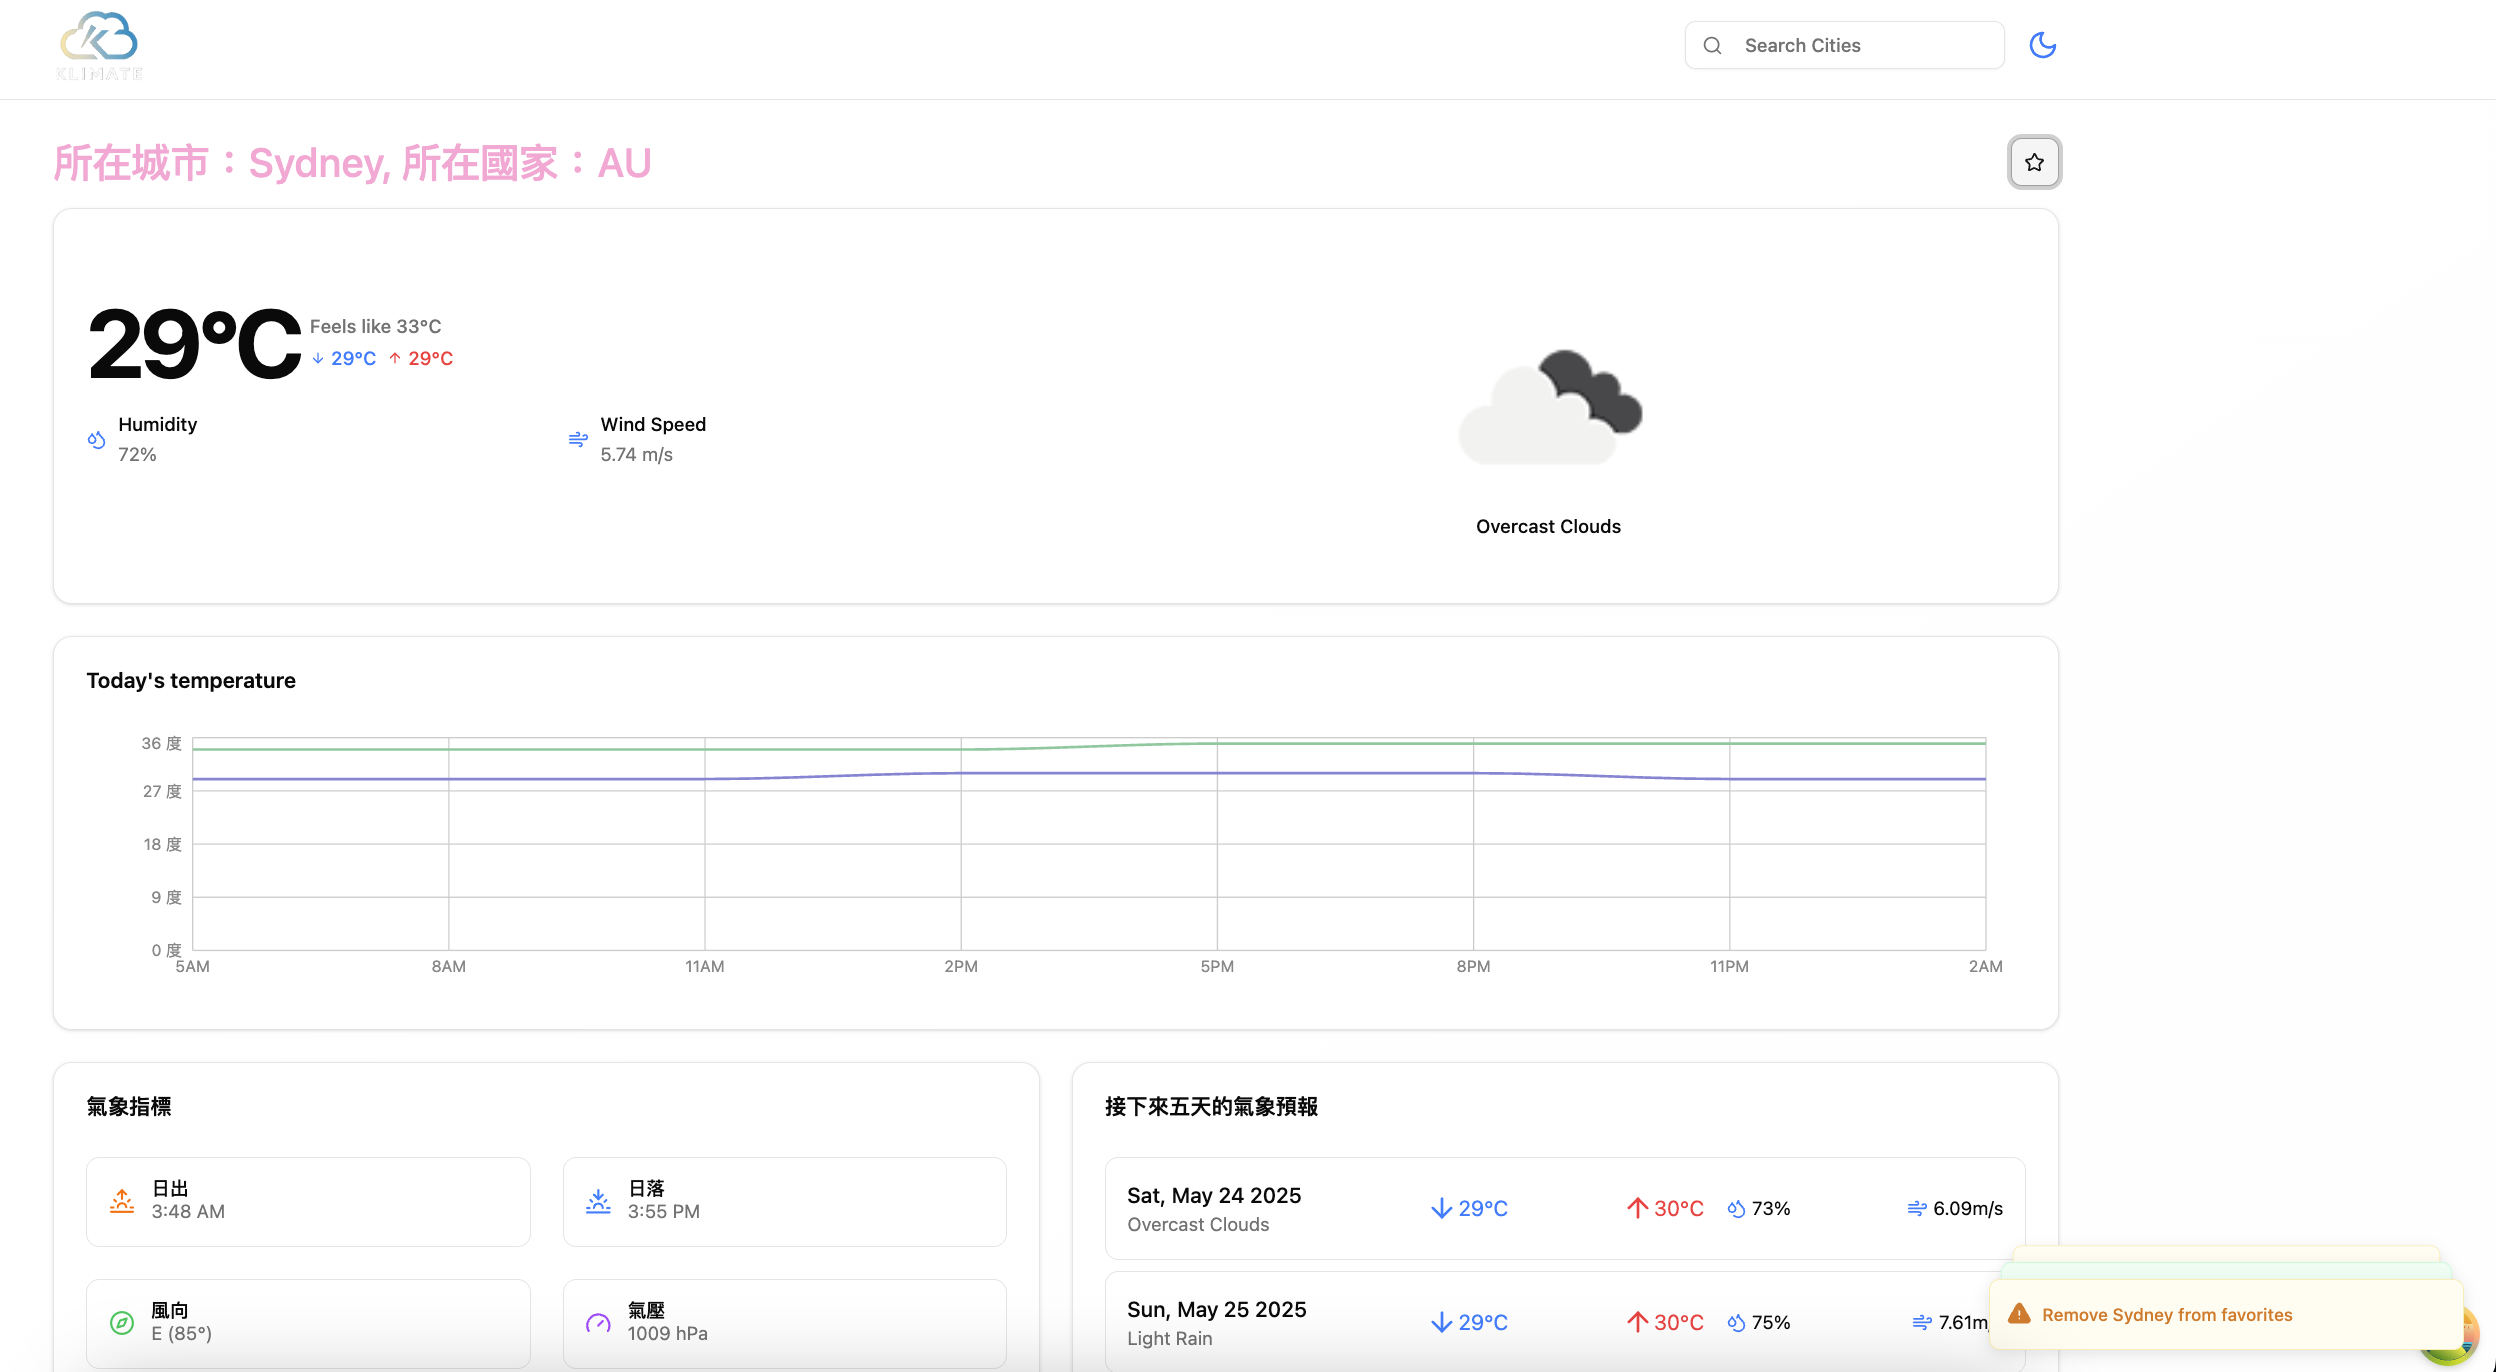 KLIMATE
Search Cities
所在城市：Sydney, 所在國家：AU
29°C
Feels like 33°C
29°C 29°C
Humidity
72%
Wind Speed
5.74 m/s
Overcast Clouds
Today's temperature
36 度
27 度
18 度
9 度
0 度
5AM 8AM 11AM 2PM 5PM 8PM 11PM 2AM
氣象指標
日出
3:48 AM
日落
3:55 PM
風向
E (85°)
氣壓
1009 hPa
接下來五天的氣象預報
Sat, May 24 2025
Overcast Clouds
29°C 30°C 73% 6.09m/s
Sun, May 25 2025
Light Rain
29°C 30°C 75% 7.61m
Remove Sydney from favorites